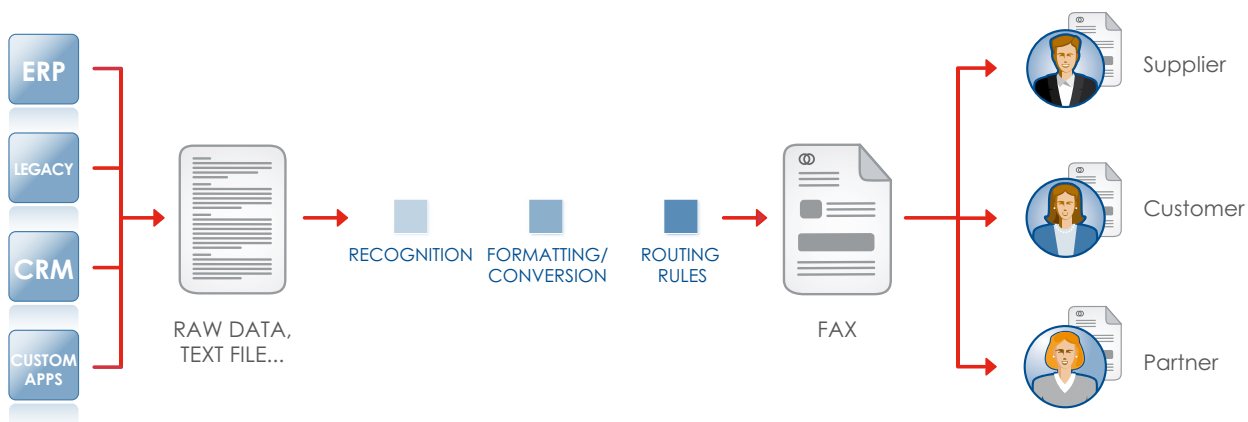 ERP
LEGACY
CRM
CUSTOM
APPS
RAW DATA,
TEXT FILE...
RECOGNITION
FORMATTING/
CONVERSION
ROUTING
RULES
FAX
Supplier
Customer
Partner